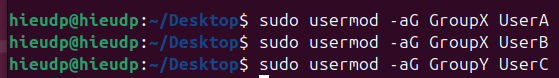 hieudp@hieudp:~/Desktop$ sudo usermod -aG GroupX UserA
hieudp@hieudp:~/Desktop$ sudo usermod -aG GroupX UserB
hieudp@hieudp:~/Desktop$ sudo usermod -aG GroupY UserC